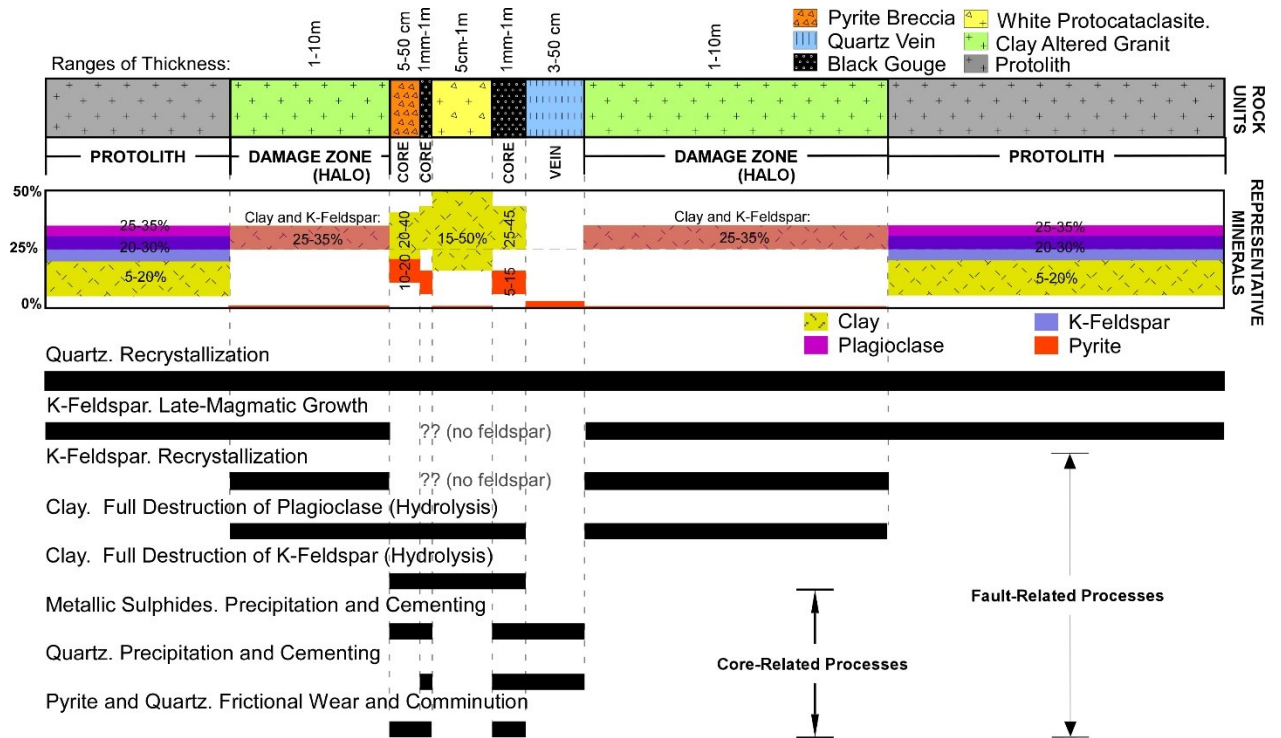 Ranges of Thickness:
1-10m
5-50 cm
1mm-1m
5cm-1m
1mm-1m
3-50 cm
1-10m
Pyrite Breccia
White Protocataclasite.
Quartz Vein
Clay Altered Granit
Black Gouge
Protolith
ROCK
UNITS
PROTOLITH
DAMAGE ZONE
(HALO)
CORE
CORE
CORE
VEIN
DAMAGE ZONE
(HALO)
PROTOLITH
REPRESENTATIVE
MINERALS
50%
25%
0%
25-35%
20-30%
5-20%
Clay and K-Feldspar:
25-35%
20-40
10-20
15-50%
25-45
5-15
Clay and K-Feldspar:
25-35%
25-35%
20-30%
5-20%
Clay
K-Feldspar
Plagioclase
Pyrite
Quartz. Recrystallization
K-Feldspar. Late-Magmatic Growth
?? (no feldspar)
K-Feldspar. Recrystallization
?? (no feldspar)
Clay. Full Destruction of Plagioclase (Hydrolysis)
Clay. Full Destruction of K-Feldspar (Hydrolysis)
Metallic Sulphides. Precipitation and Cementing
Quartz. Precipitation and Cementing
Pyrite and Quartz. Frictional Wear and Comminution
Core-Related Processes
Fault-Related Processes